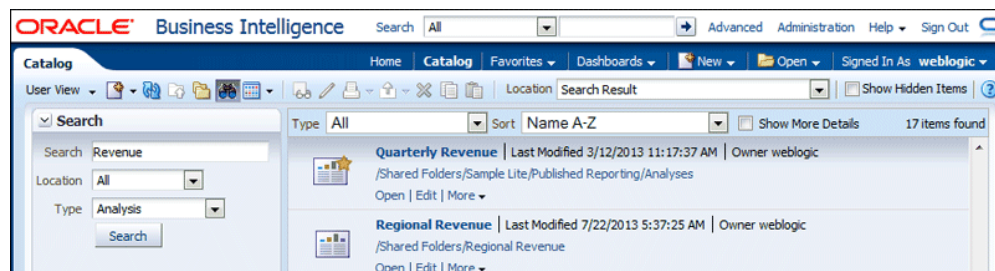 ORACLE Business Intelligence Search All Advanced Administration Help Sign Out
Catalog Home Catalog Favorites Dashboards New Open Signed In As weblogic
User View Location Search Result Show Hidden Items
Search Type All Sort Name A-Z Show More Details 17 items found
Search Revenue
Location All
Type Analysis
Search
Quarterly Revenue | Last Modified 3/12/2013 11:17:37 AM | Owner weblogic
/Shared Folders/Sample Lite/Published Reporting/Analyses
Open | Edit | More
Regional Revenue | Last Modified 7/22/2013 5:37:25 AM | Owner weblogic
/Shared Folders/Regional Revenue
Open | Edit | More